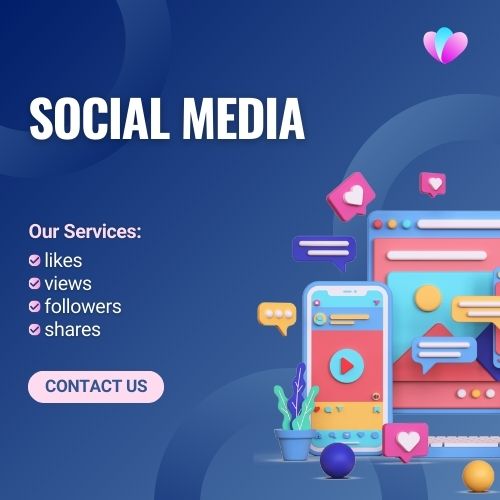 SOCIAL MEDIA
Our Services:
likes
views
followers
shares
CONTACT US